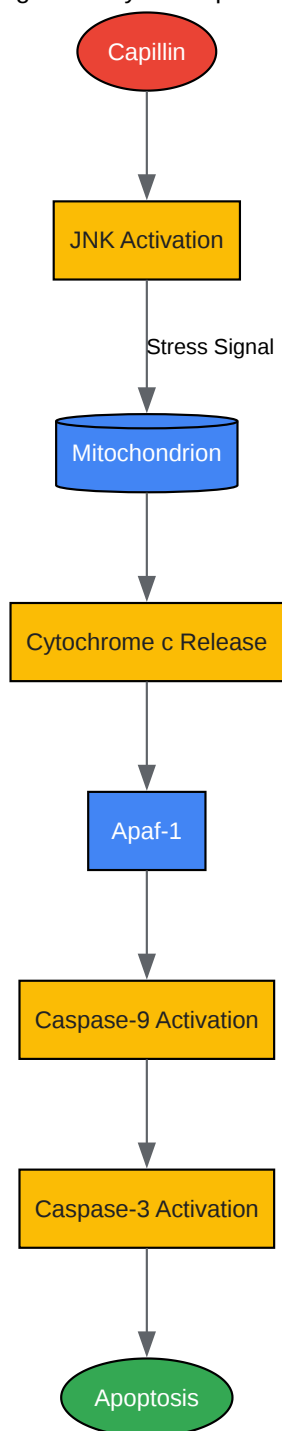 Capillin
JNK Activation
Stress Signal
Mitochondrion
Cytochrome c Release
Apaf-1
Caspase-9 Activation
Caspase-3 Activation
Apoptosis